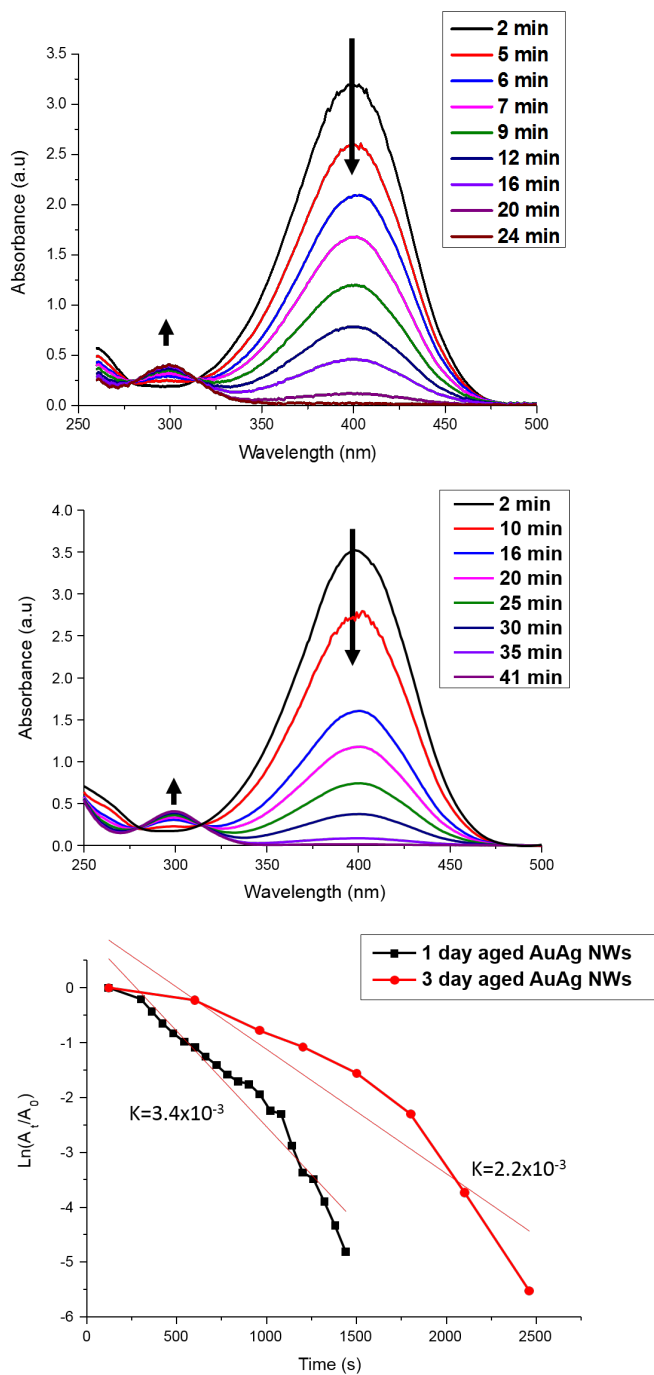 2 min
5 min
6 min
7 min
9 min
12 min
16 min
20 min
24 min
3.5
3.0
2.5
2.0
1.5
1.0
0.5
0.0
Absorbance (a.u)
250 300 350 400 450 500
Wavelength (nm)
2 min
10 min
16 min
20 min
25 min
30 min
35 min
41 min
4.0
3.5
3.0
2.5
2.0
1.5
1.0
0.5
0.0
Absorbance (a.u)
250 300 350 400 450 500
Wavelength (nm)
1 day aged AuAg NWs
3 day aged AuAg NWs
0
-1
-2
-3
-4
-5
-6
Ln(A_t/A_0)
K=3.4x10^-3
K=2.2x10^-3
0 500 1000 1500 2000 2500
Time (s)